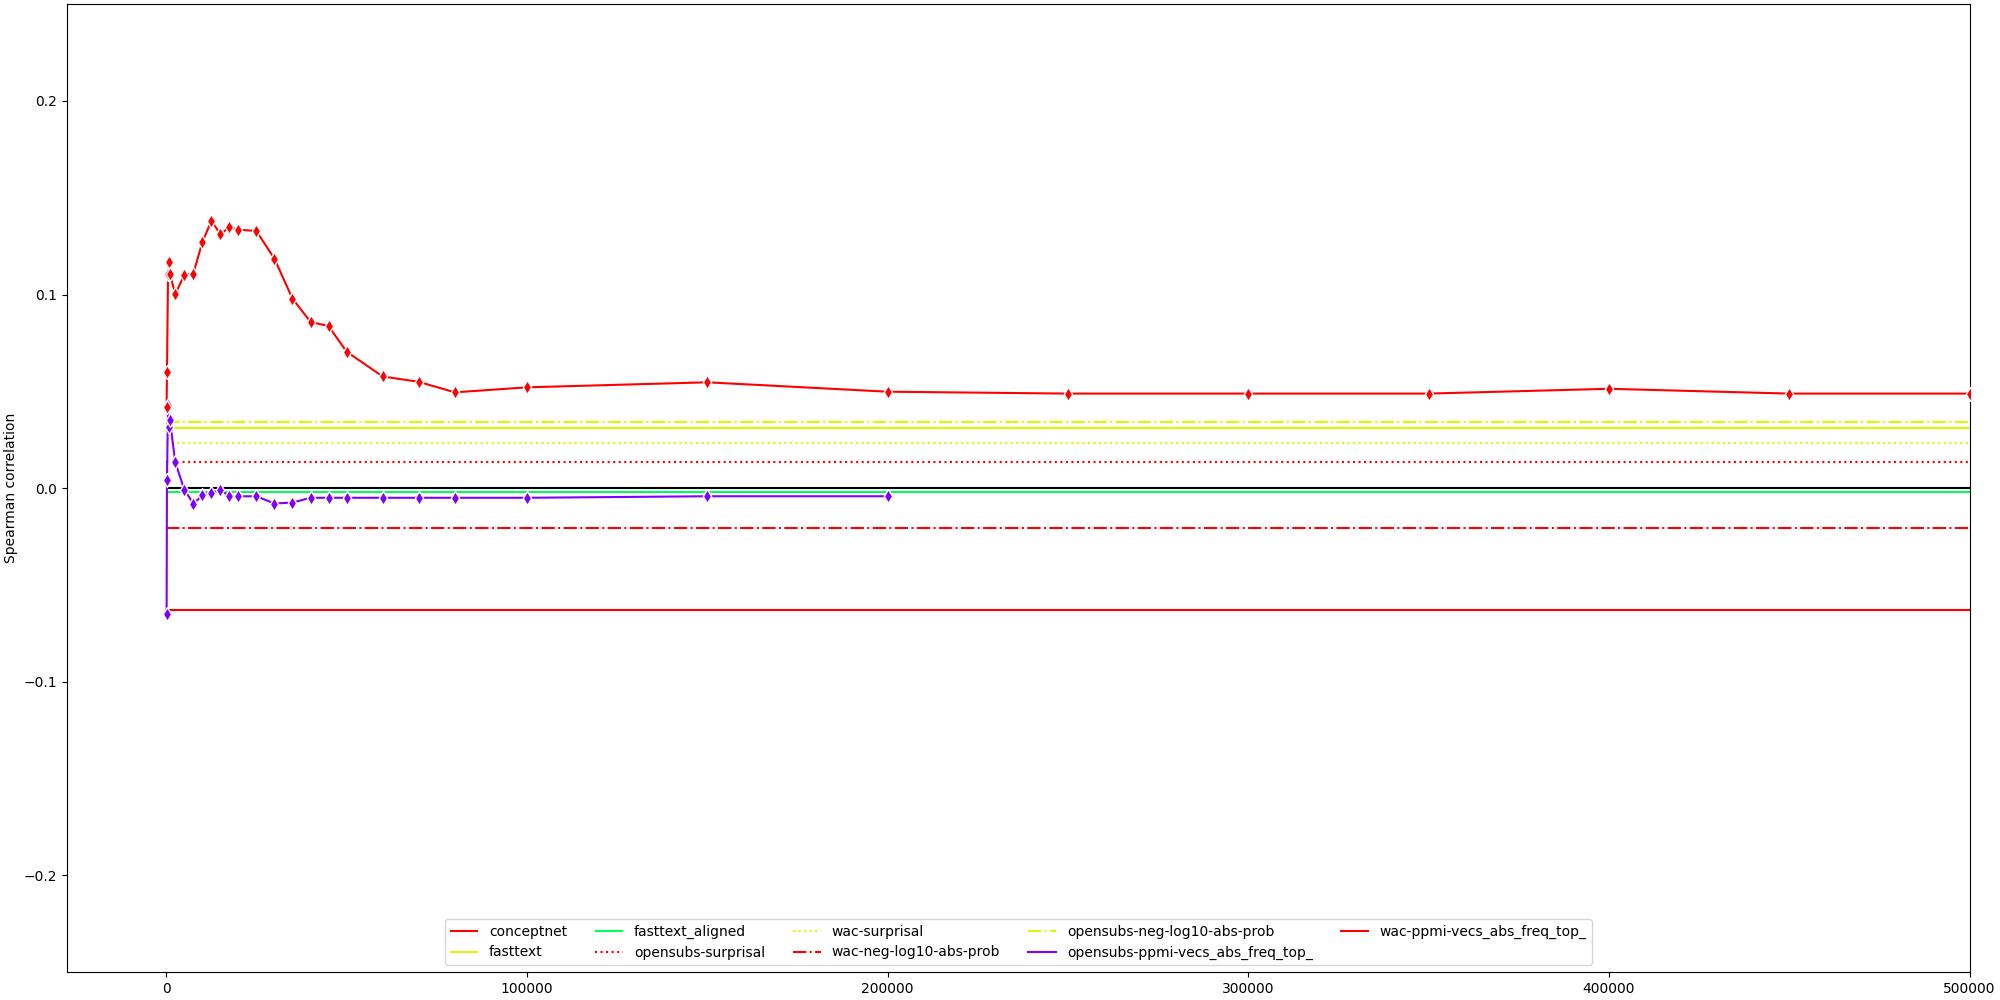 0.2
0.1
0.0
−0.1
−0.2
Spearman correlation
conceptnet
fasttext
fasttext_aligned
opensubs-surprisal
wac-surprisal
wac-neg-log10-abs-prob
opensubs-neg-log10-abs-prob
opensubs-ppmi-vecs_abs_freq_top_
wac-ppmi-vecs_abs_freq_top_
0 100000 200000 300000 400000 500000